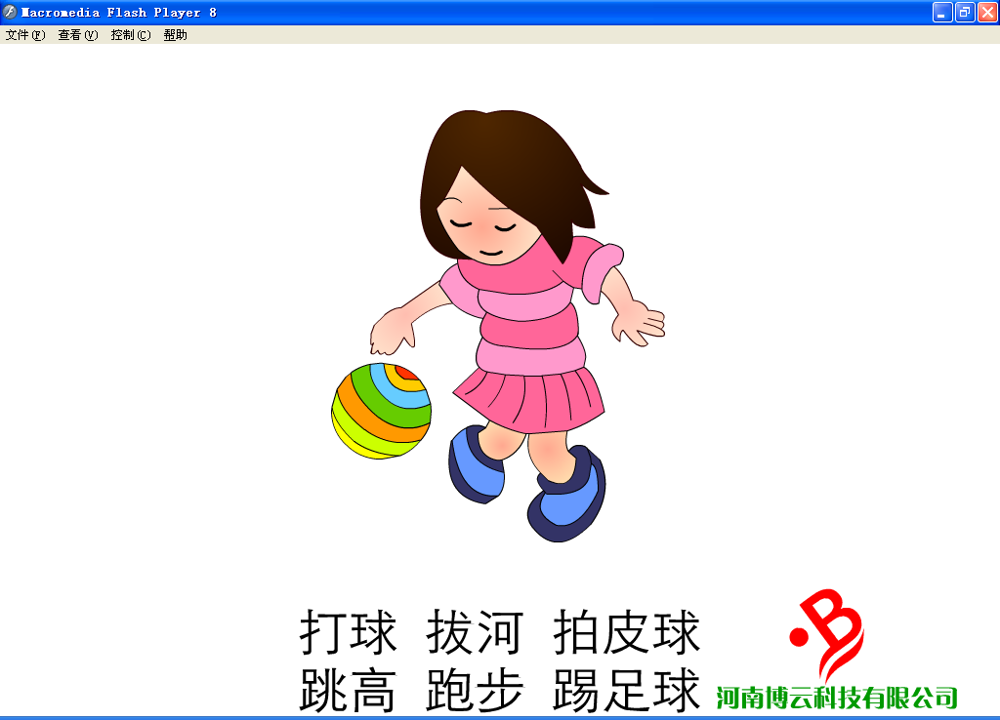 Macromedia Flash Player 8
文件(F) 查看(V) 控制(C) 帮助
打球 拔河 拍皮球
跳高 跑步 踢足球
河南博云科技有限公司